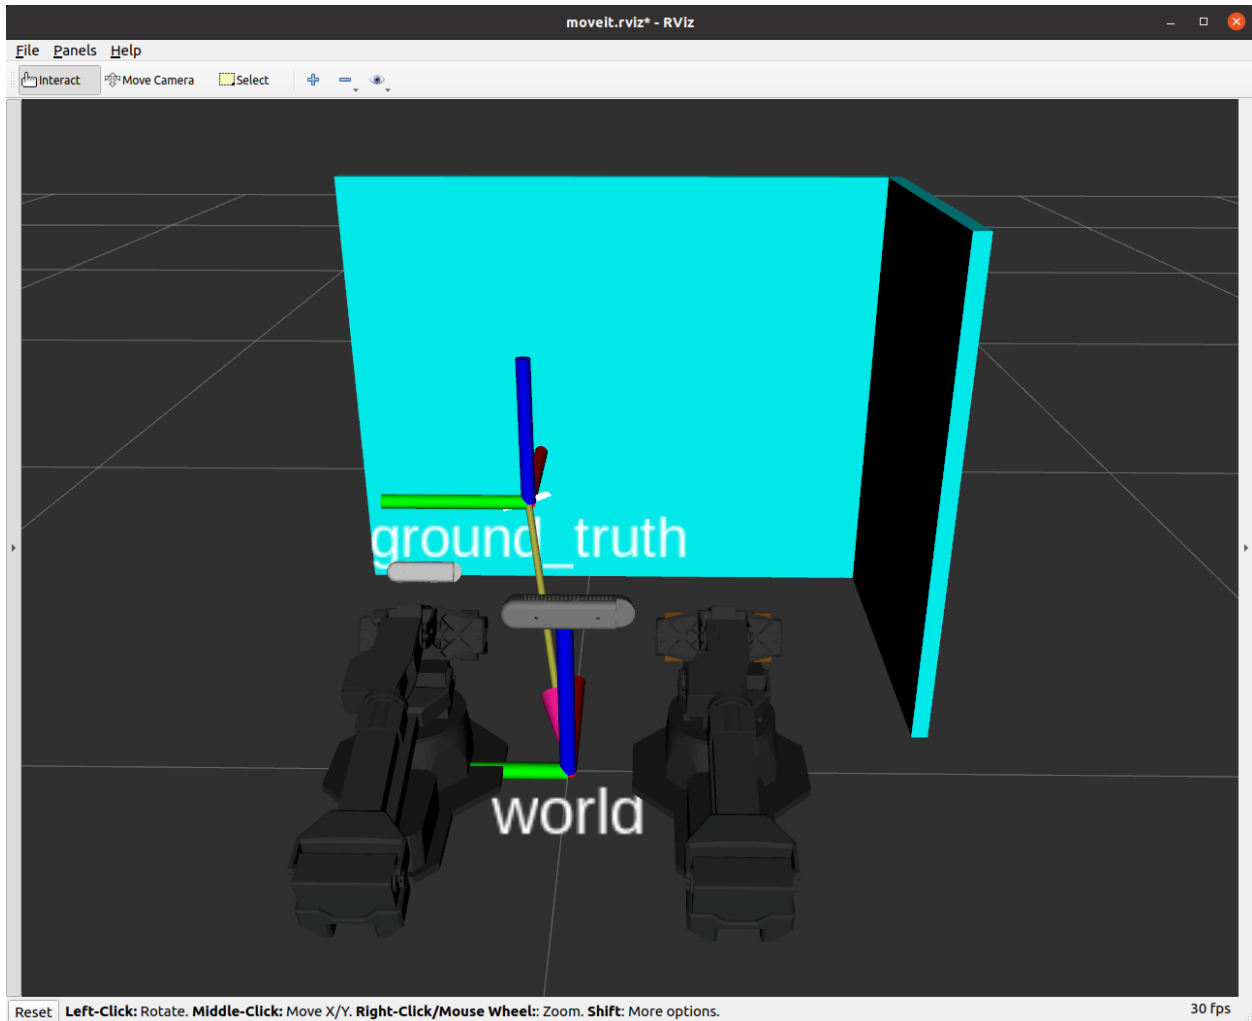 moveit.rviz* - RViz
File Panels Help
Interact Move Camera Select
ground_truth
world
Reset Left-Click: Rotate. Middle-Click: Move X/Y. Right-Click/Mouse Wheel:: Zoom. Shift: More options. 30 fps